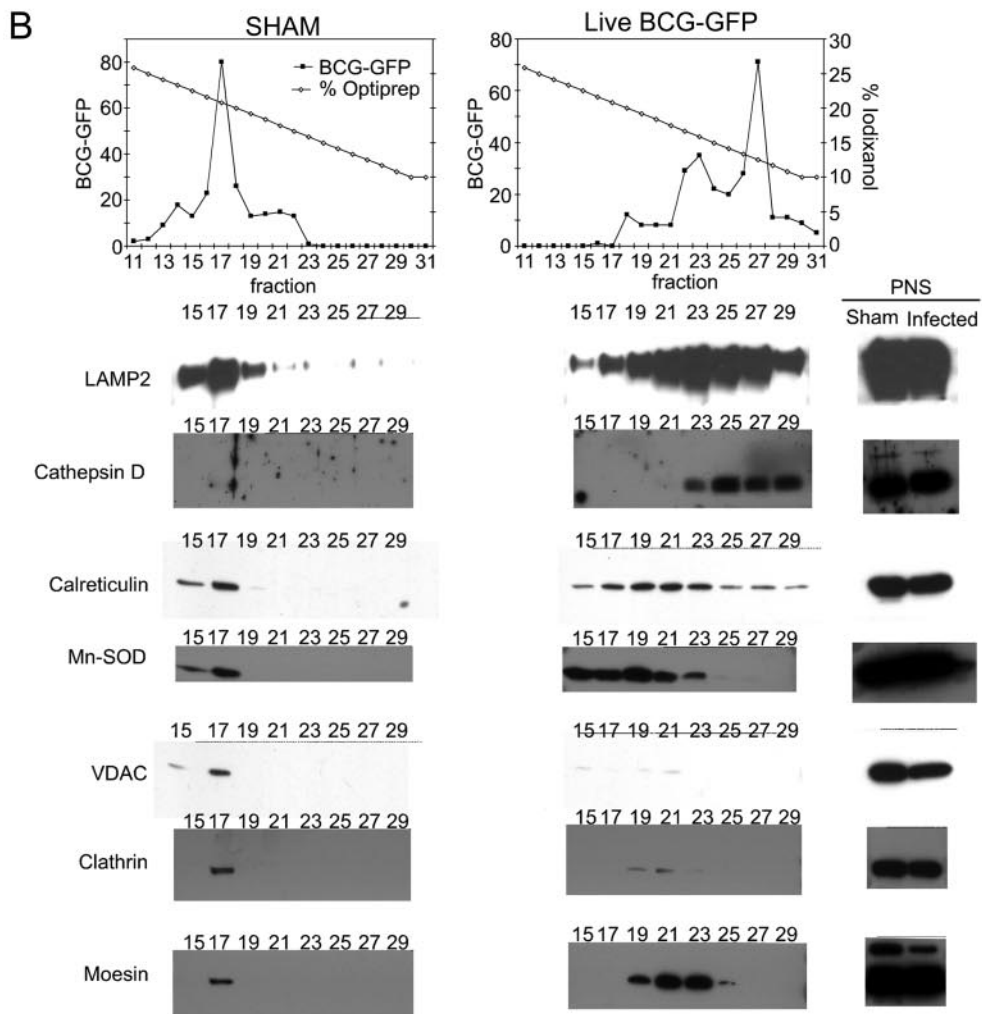 B
SHAM
Live BCG-GFP
80
60
40
20
0
BCG-GFP
BCG-GFP
% Optiprep
11 13 15 17 19 21 23 25 27 29 31
fraction
80
60
40
20
0
BCG-GFP
30
25
20
15
10
5
0
% Iodixanol
11 13 15 17 19 21 23 25 27 29 31
fraction
PNS
Sham Infected
15 17 19 21 23 25 27 29
19 17 19 21 23 25 27 29
LAMP2
15 17 19 21 23 25 27 29
15 17 19 21 23 25 27 29
Cathepsin D
15 17 19 21 23 25 27 29
15 17 19 21 23 25 27 29
Calreticulin
15 17 19 21 23 25 27 29
15 17 19 21 23 25 27 29
Mn-SOD
15 17 19 21 23 25 27 29
15 17 19 21 23 25 27 29
VDAC
15 17 19 21 23 25 27 29
15 17 19 21 23 25 27 29
Clathrin
15 17 19 21 23 25 27 29
15 17 19 21 23 25 27 29
Moesin